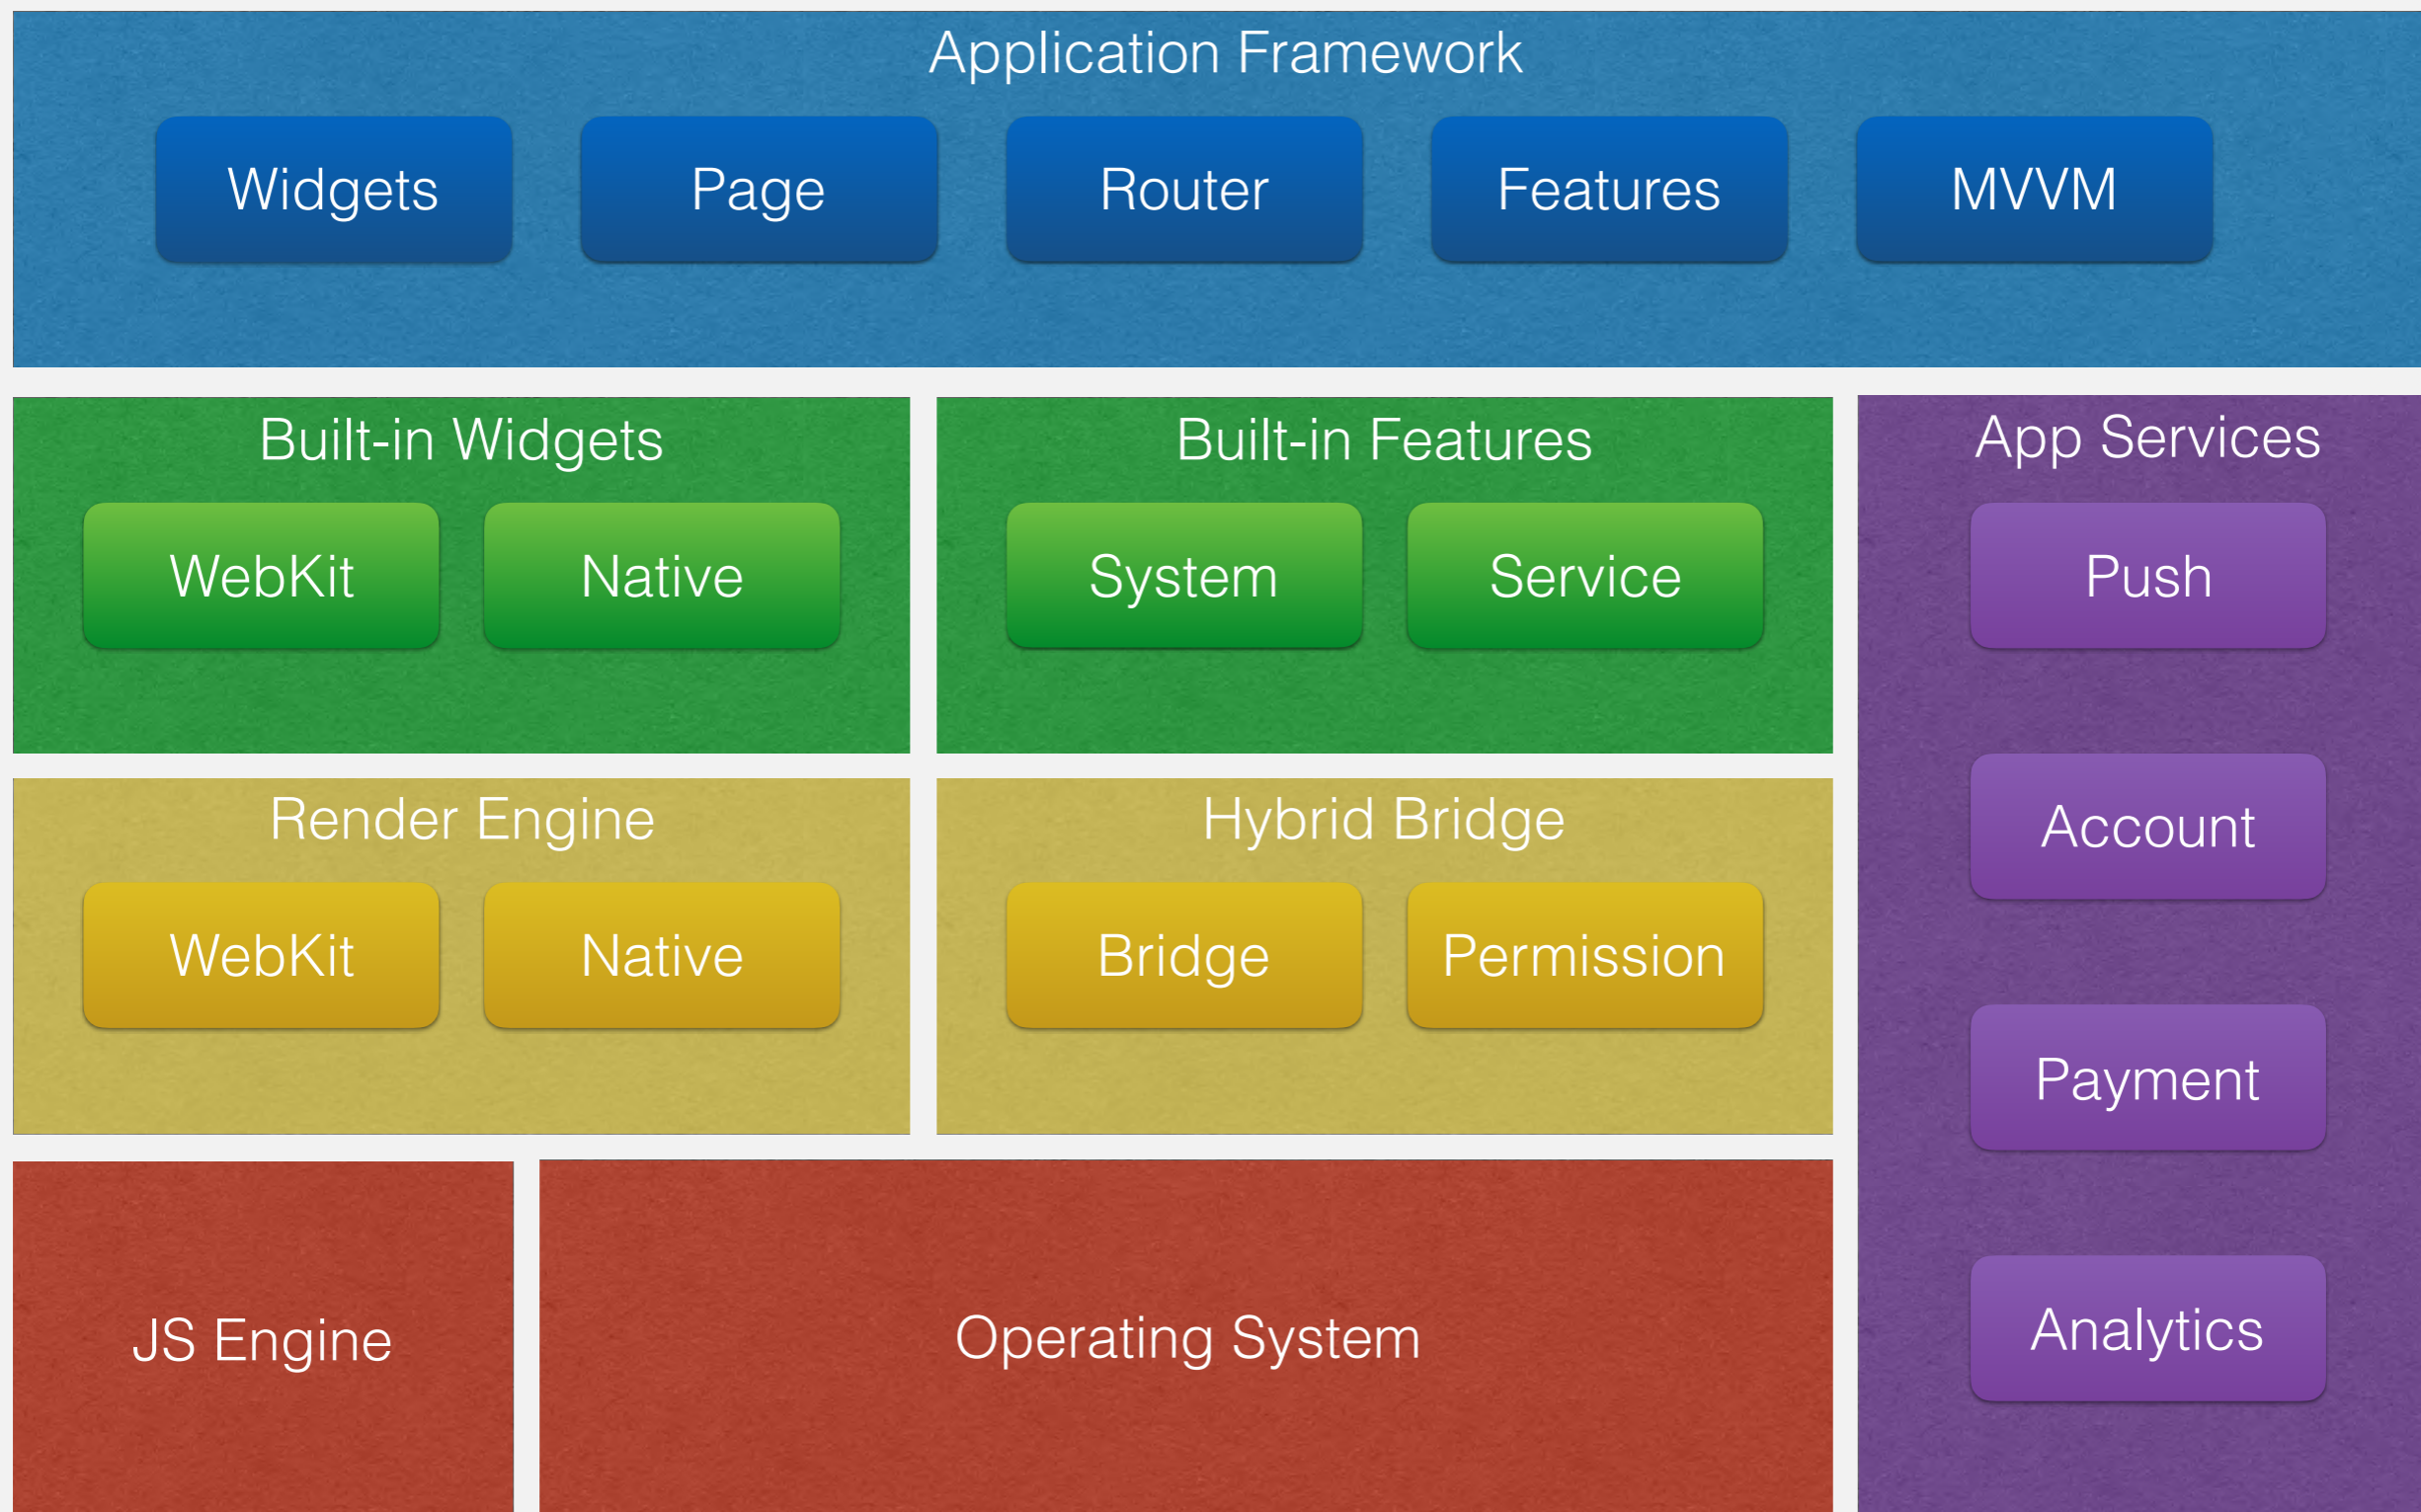 Application Framework
Widgets
Page
Router
Features
MVVM
Built-in Widgets
WebKit
Native
Built-in Features
System
Service
App Services
Push
Account
Payment
Analytics
Render Engine
WebKit
Native
Hybrid Bridge
Bridge
Permission
JS Engine
Operating System